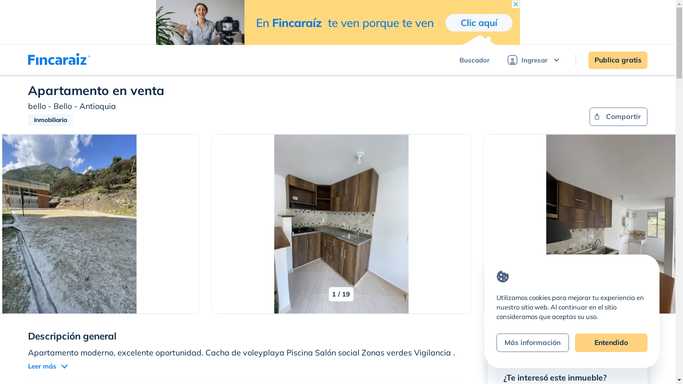 En Fincaraíz te ven porque te ven
Clic aquí
Fincaraíz
Buscador
Ingresar
Publica gratis
Apartamento en venta
bello - Bello - Antioquia
Inmobiliaria
Compartir
1 / 19
Utilizamos cookies para mejorar tu experiencia en
nuestro sitio web. Al continuar en el sitio
consideramos que aceptas su uso.
Más información
Entendido
Descripción general
Apartamento moderno, excelente oportunidad. Cacha de voleyplaya Piscina Salón social Zonas verdes Vigilancia .
Leer más
¿Te interesó este inmueble?